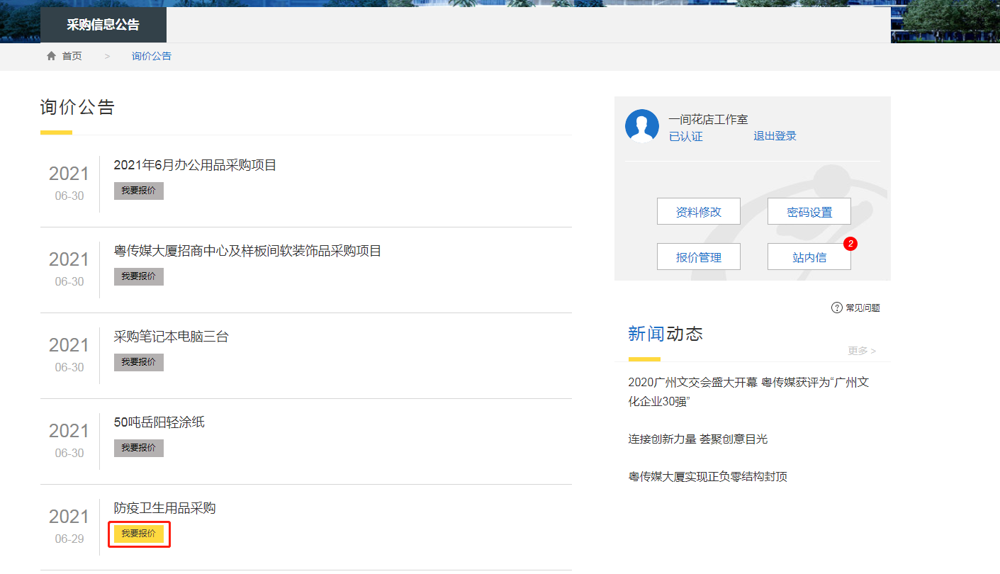 采购信息公告
首页 > 询价公告
询价公告
2021
06-30
2021年6月办公用品采购项目
我要报价
2021
06-30
粤传媒大厦招商中心及样板间软装饰品采购项目
我要报价
2021
06-30
采购笔记本电脑三台
我要报价
2021
06-30
50吨岳阳轻涂纸
我要报价
2021
06-29
防疫卫生用品采购
我要报价
一间花店工作室
已认证 退出登录
资料修改 密码设置
报价管理 站内信 2
? 常见问题
新闻动态
更多 >
2020广州文交会盛大开幕 粤传媒获评为“广州文
化企业30强”
连接创新力量 荟聚创意目光
粤传媒大厦实现正负零结构封顶